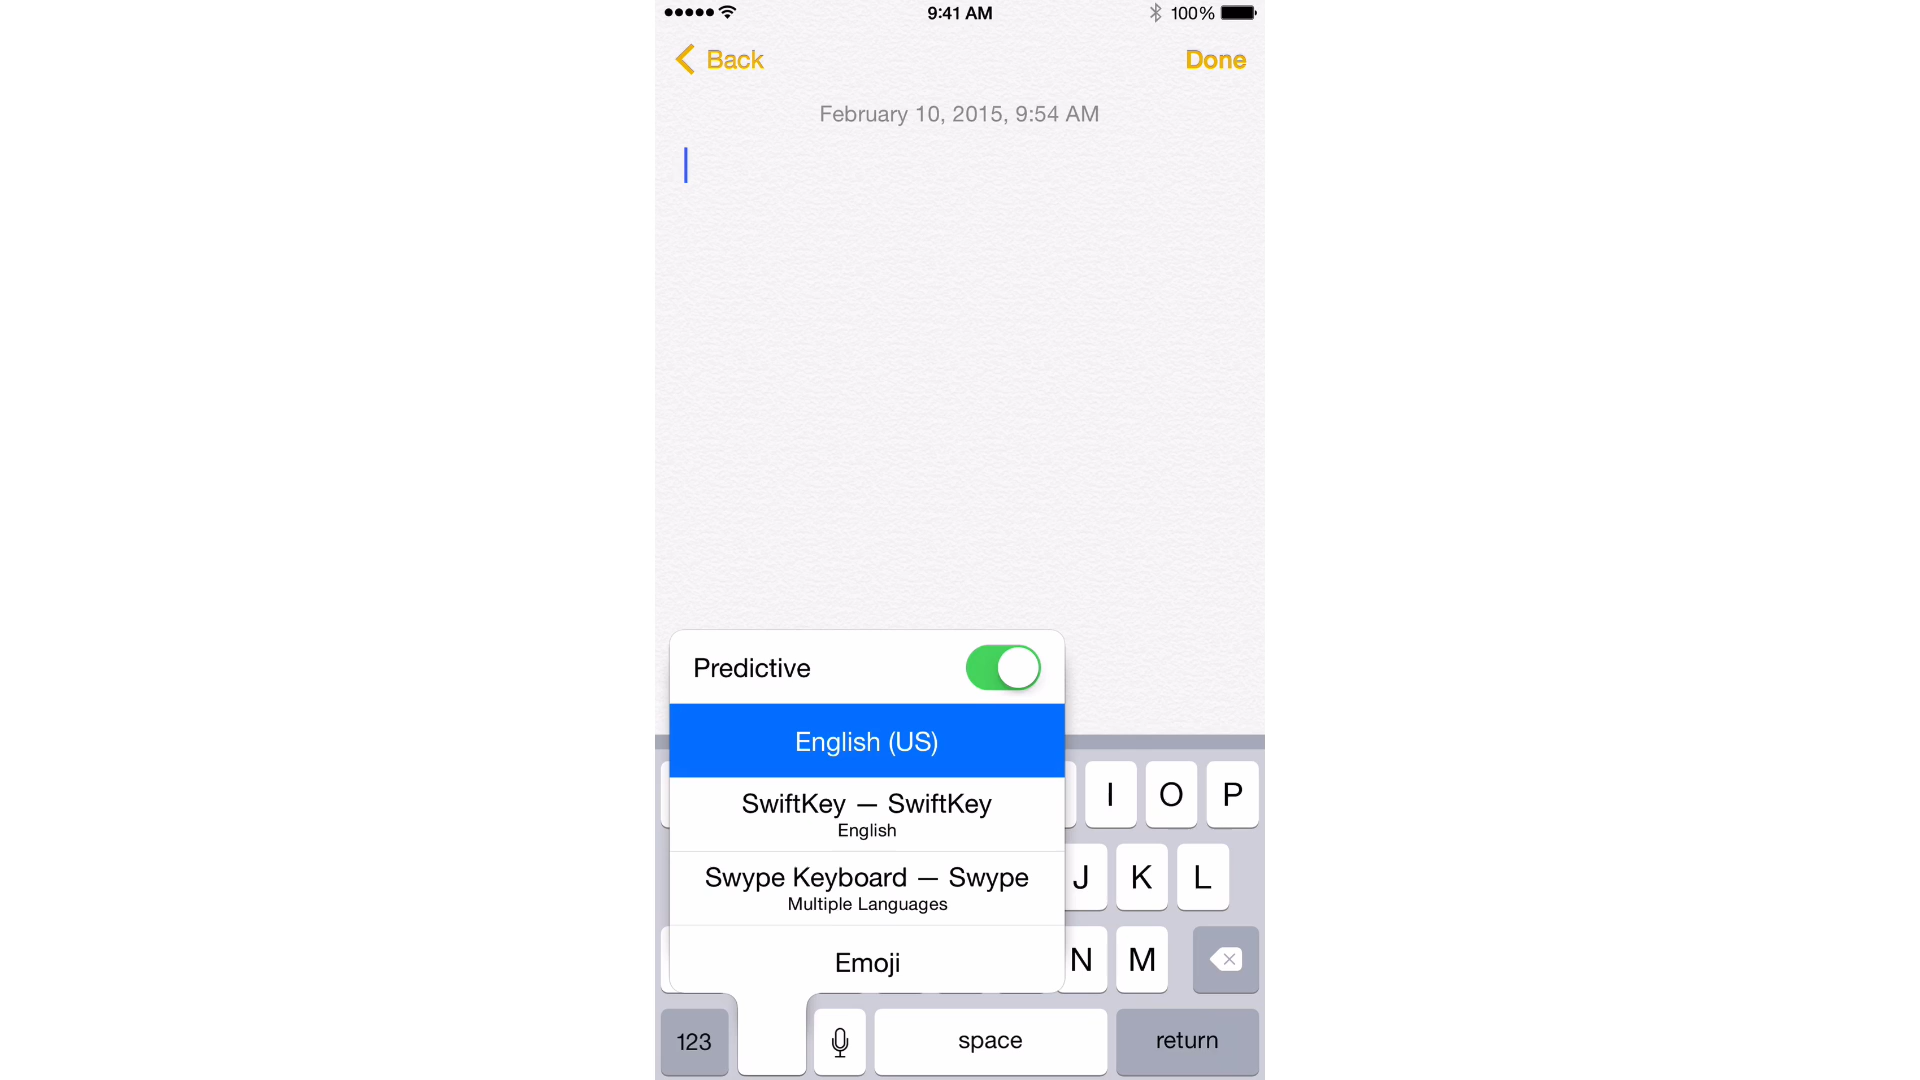 9:41 AM
100%
Back
Done
February 10, 2015, 9:54 AM
Predictive
English (US)
SwiftKey — SwiftKey
English
Swype Keyboard — Swype
Multiple Languages
Emoji
I O P
J K L
N M
123
space
return